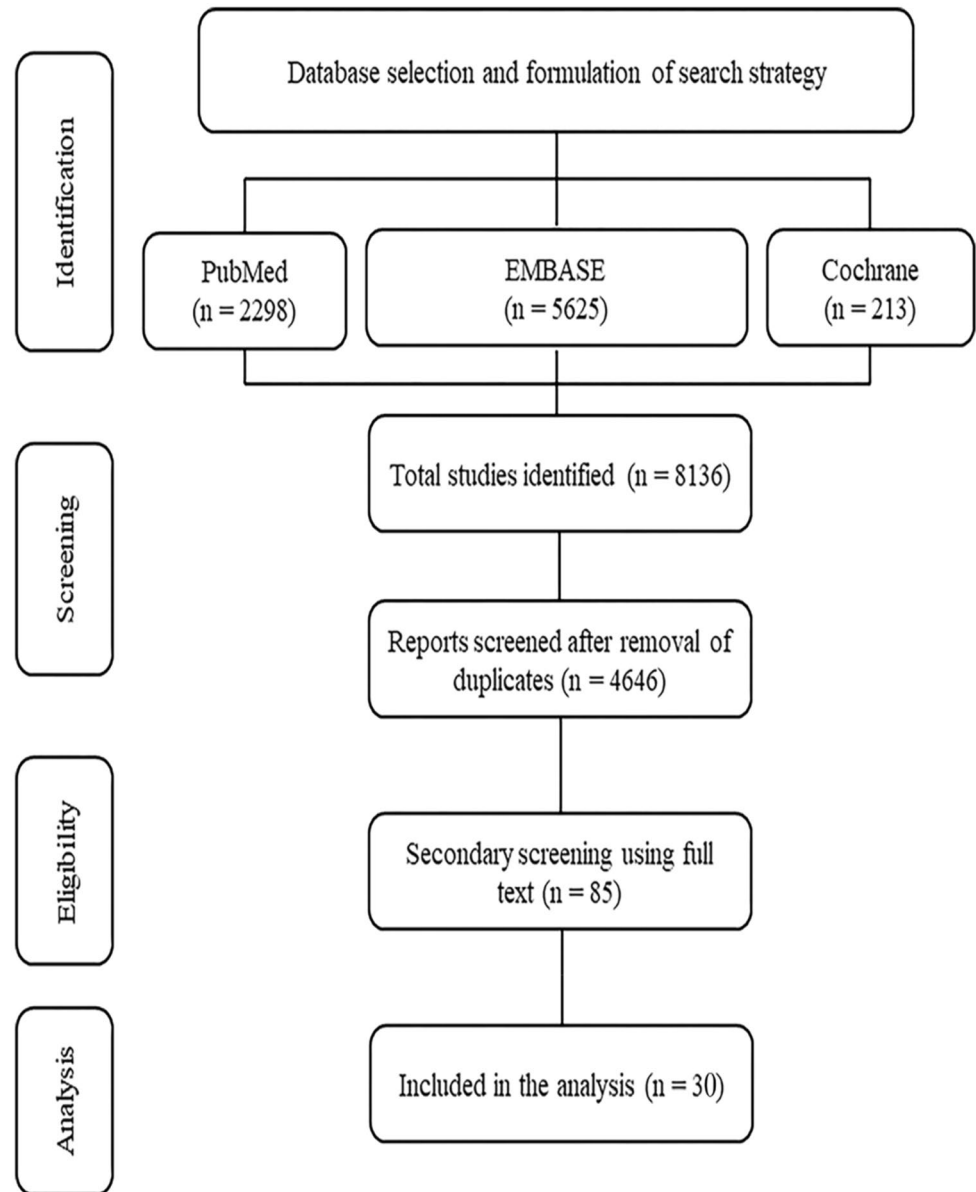 Identification
Database selection and formulation of search strategy
PubMed
(n = 2298)
EMBASE
(n = 5625)
Cochrane
(n = 213)
Screening
Total studies identified (n = 8136)
Reports screened after removal of
duplicates (n = 4646)
Eligibility
Secondary screening using full
text (n = 85)
Analysis
Included in the analysis (n = 30)